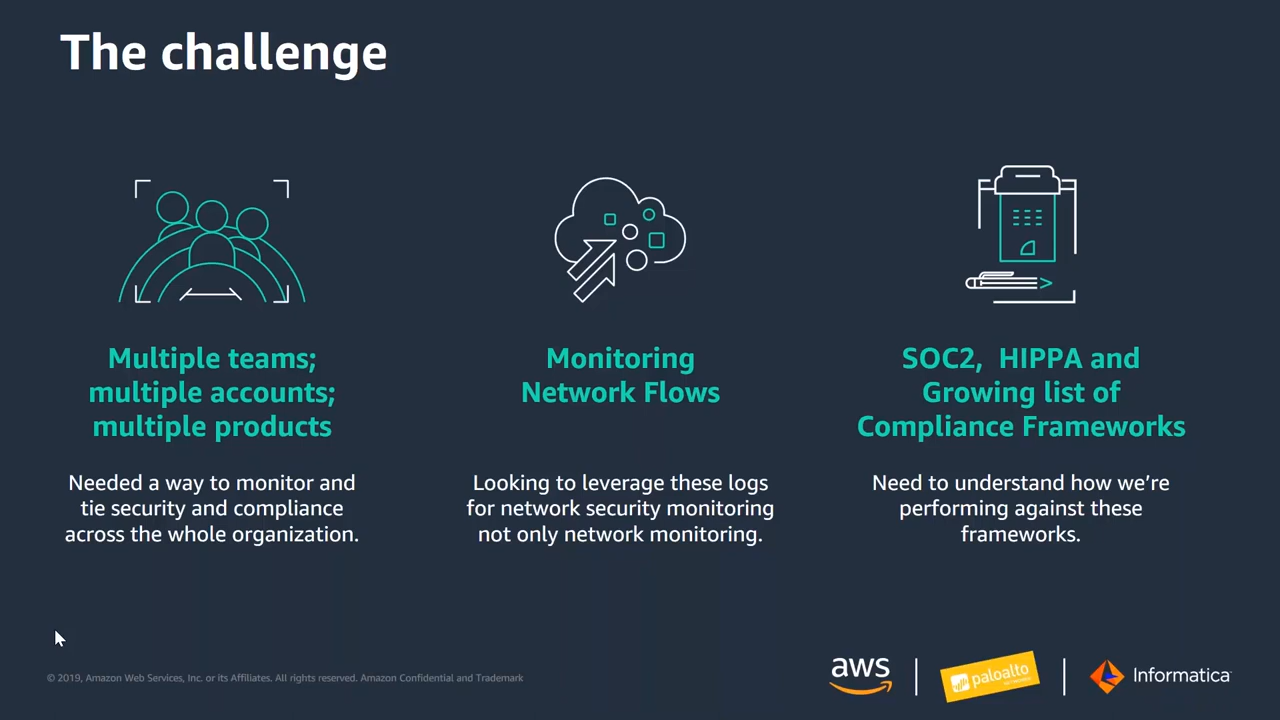 The challenge
Multiple teams;
multiple accounts;
multiple products
Needed a way to monitor and
tie security and compliance
across the whole organization.
Monitoring
Network Flows
Looking to leverage these logs
for network security monitoring
not only network monitoring.
SOC2,  HIPPA and
Growing list of
Compliance Frameworks
Need to understand how we're
performing against these
frameworks.
© 2019, Amazon Web Services, Inc. or its Affiliates. All rights reserved. Amazon Confidential and Trademark
aws
paloalto
Informatica